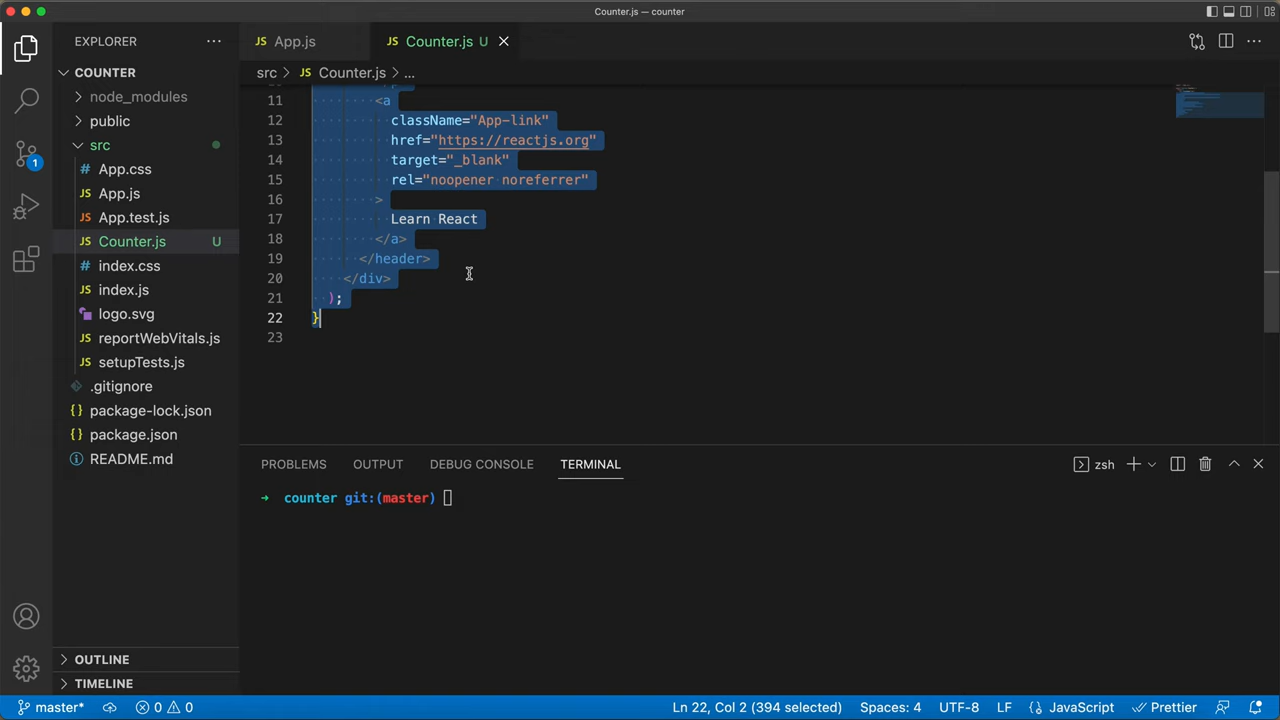 Counter.js — counter
EXPLORER
COUNTER
node_modules
public
src
App.css
App.js
App.test.js
Counter.js U
index.css
index.js
logo.svg
reportWebVitals.js
setupTests.js
.gitignore
package-lock.json
package.json
README.md
OUTLINE
TIMELINE
1
JS App.js
JS Counter.js U
src > JS Counter.js > ...
11 <a
12 className="App-link"
13 href="https://reactjs.org"
14 target="_blank"
15 rel="noopener noreferrer"
16 >
17 Learn React
18 </a>
19 </header>
20 </div>
21 );
22 }
23
PROBLEMS OUTPUT DEBUG CONSOLE TERMINAL
zsh
→ counter git:(master)
master* 0 0 Ln 22, Col 2 (394 selected) Spaces: 4 UTF-8 LF {} JavaScript Prettier